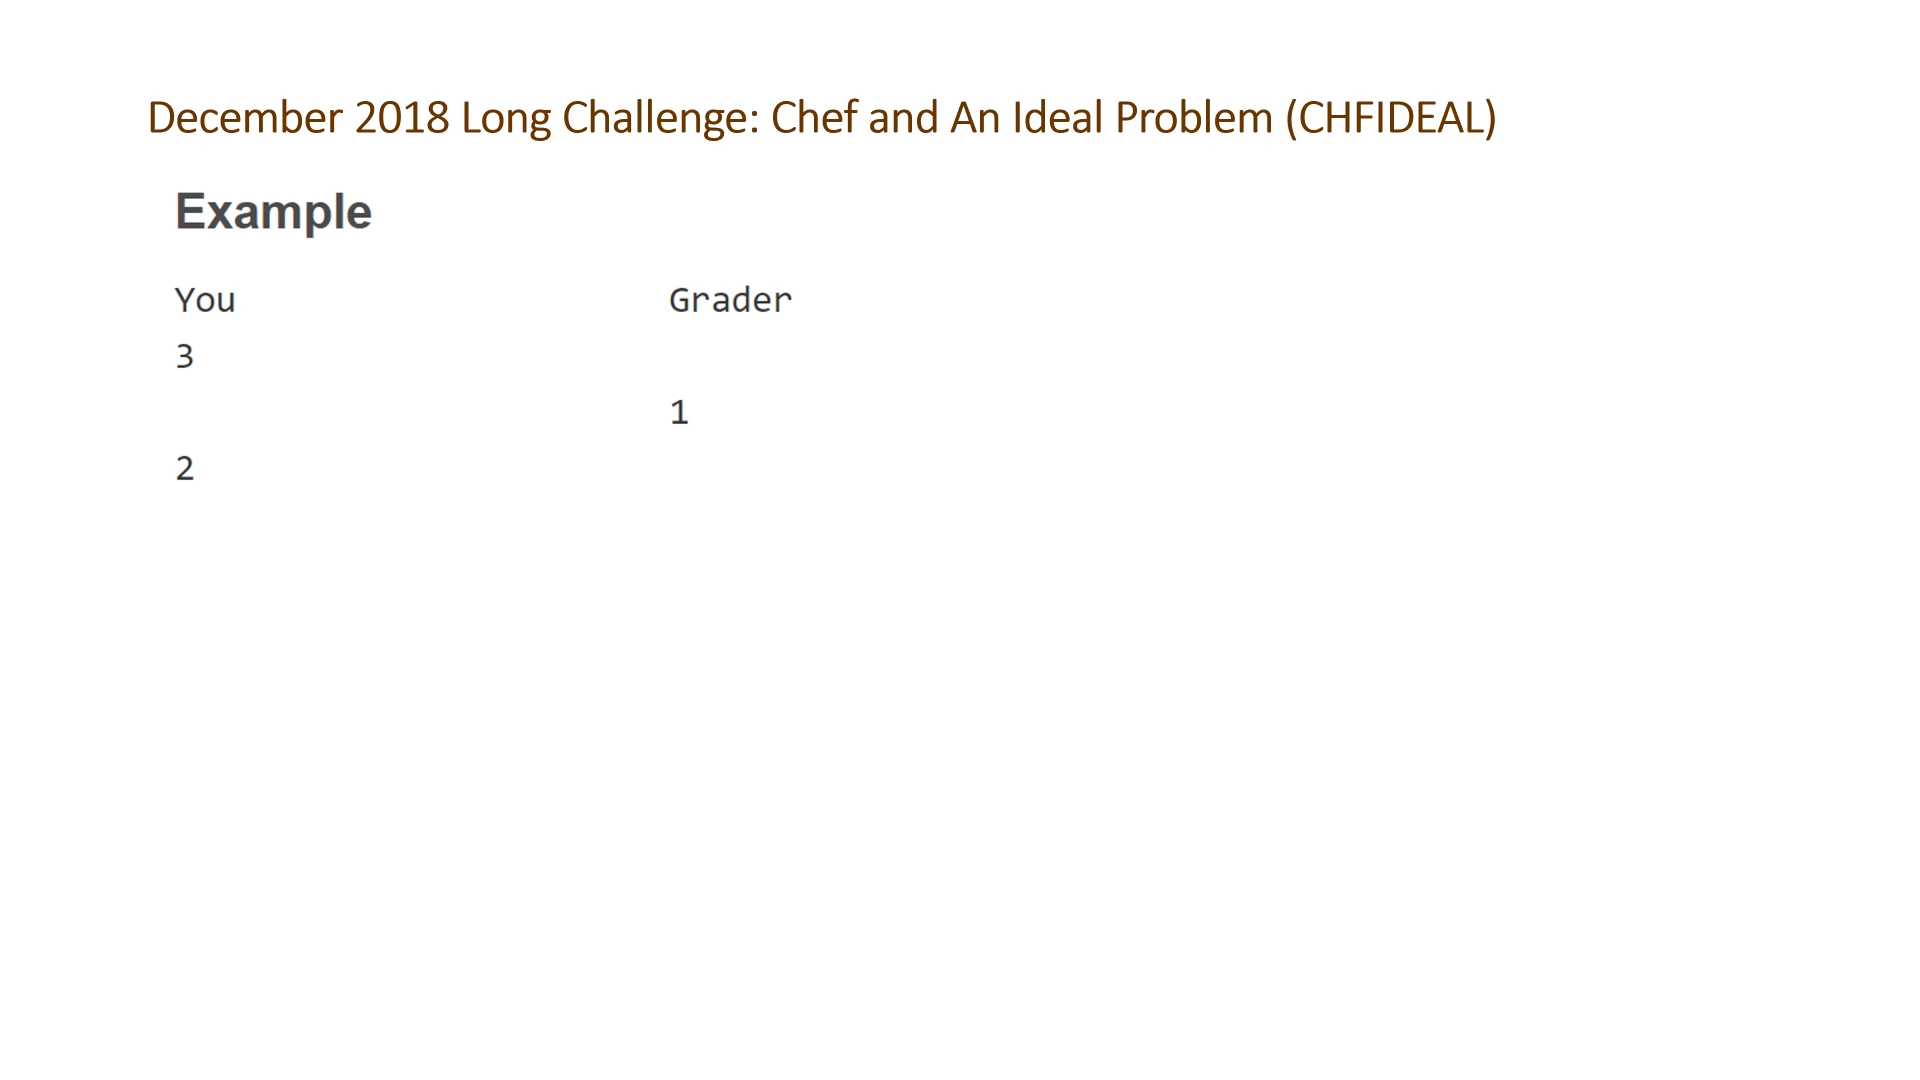 December 2018 Long Challenge: Chef and An Ideal Problem (CHFIDEAL)
Example
You Grader
3
1
2